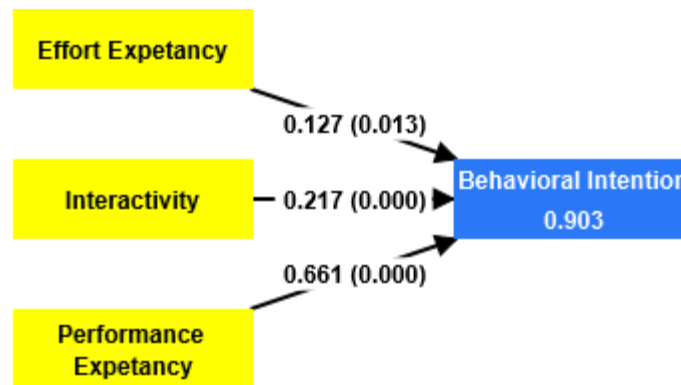 Effort Expetancy
0.127 (0.013)
Interactivity
0.217 (0.000)
Behavioral Intention
0.903
0.661 (0.000)
Performance
Expetancy